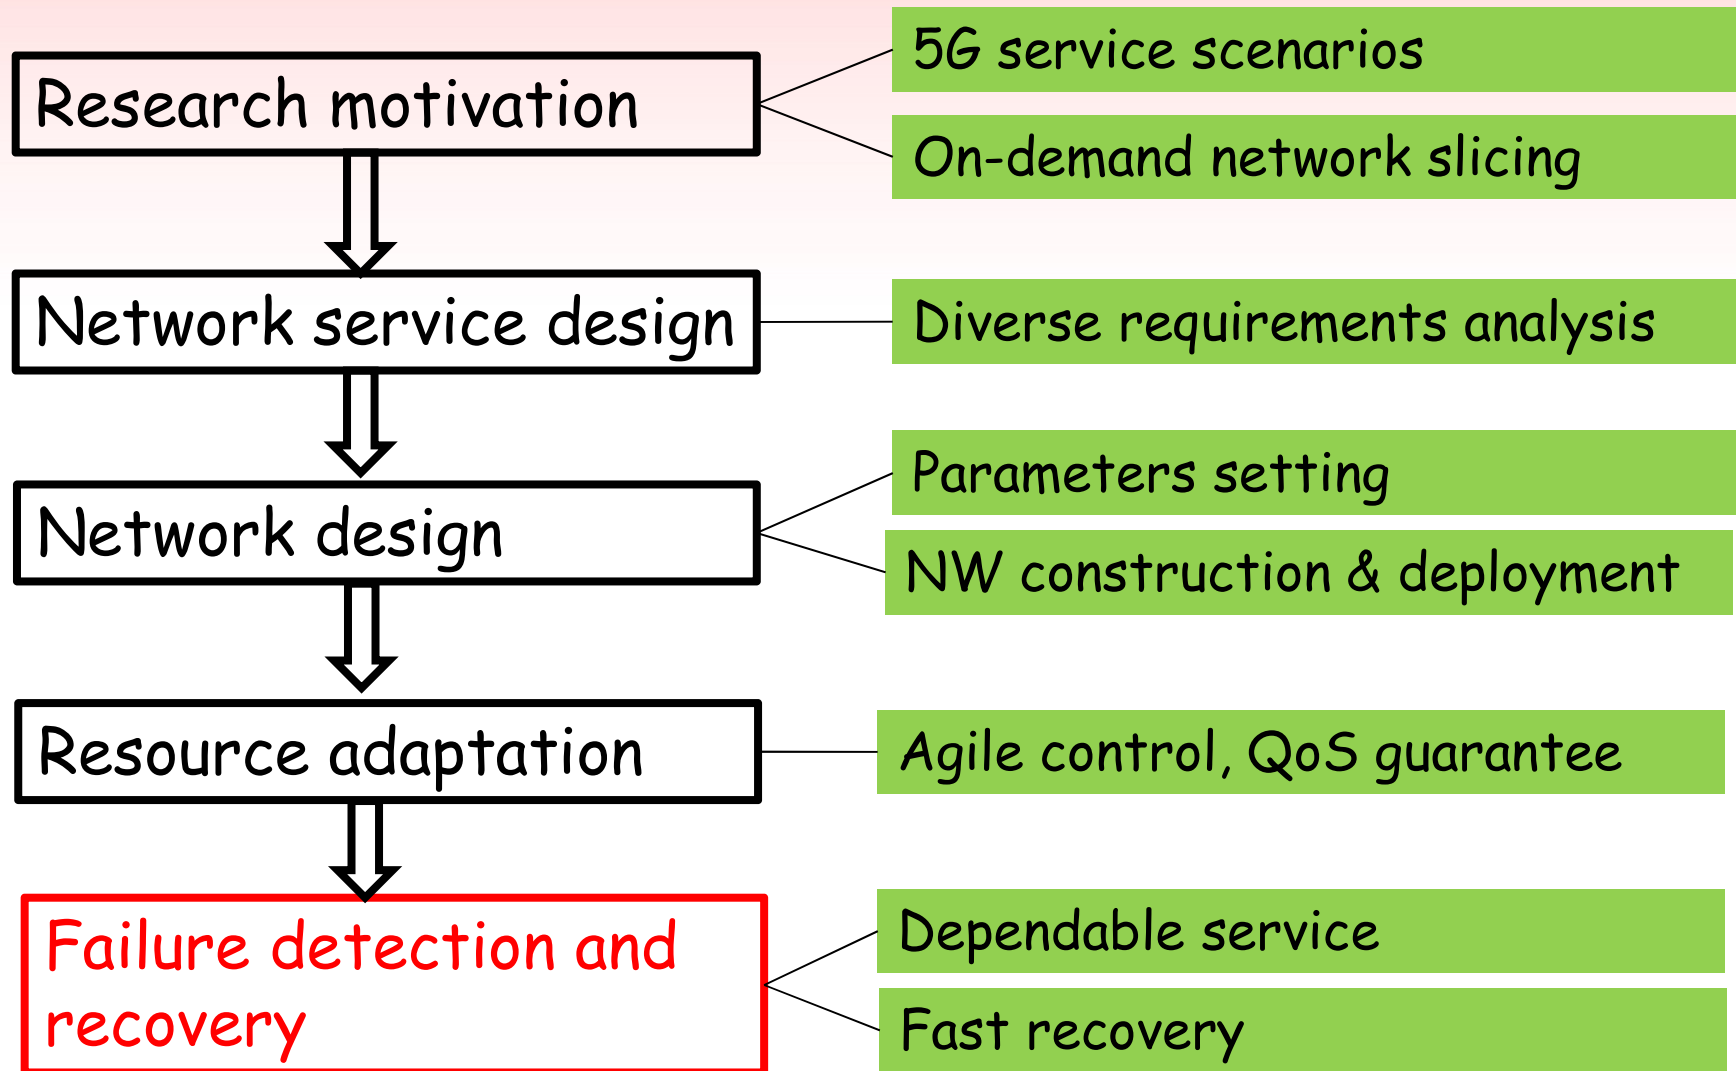 Research motivation
5G service scenarios
On-demand network slicing
Network service design
Diverse requirements analysis
Network design
Parameters setting
NW construction & deployment
Resource adaptation
Agile control, QoS guarantee
Failure detection and
recovery
Dependable service
Fast recovery